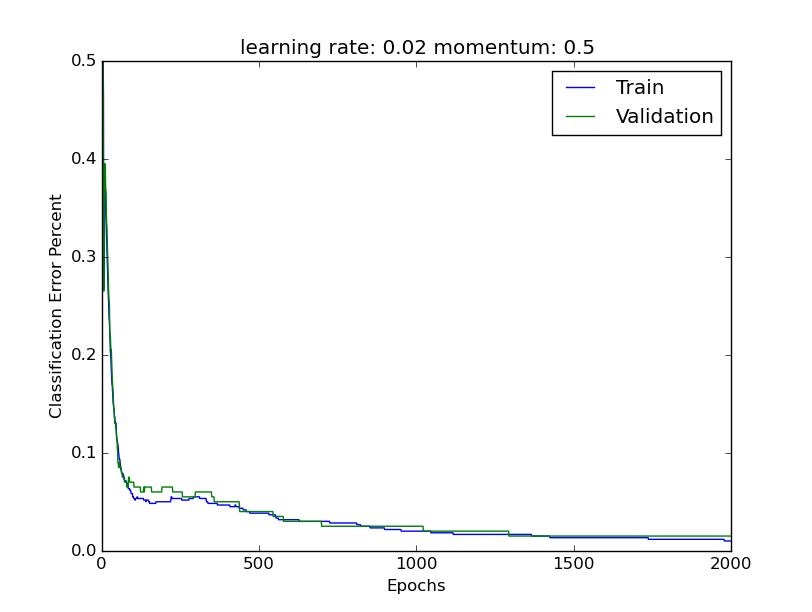 learning rate: 0.02 momentum: 0.5
Train
Validation
Classification Error Percent
0.5
0.4
0.3
0.2
0.1
0.0
0
500
1000
1500
2000
Epochs